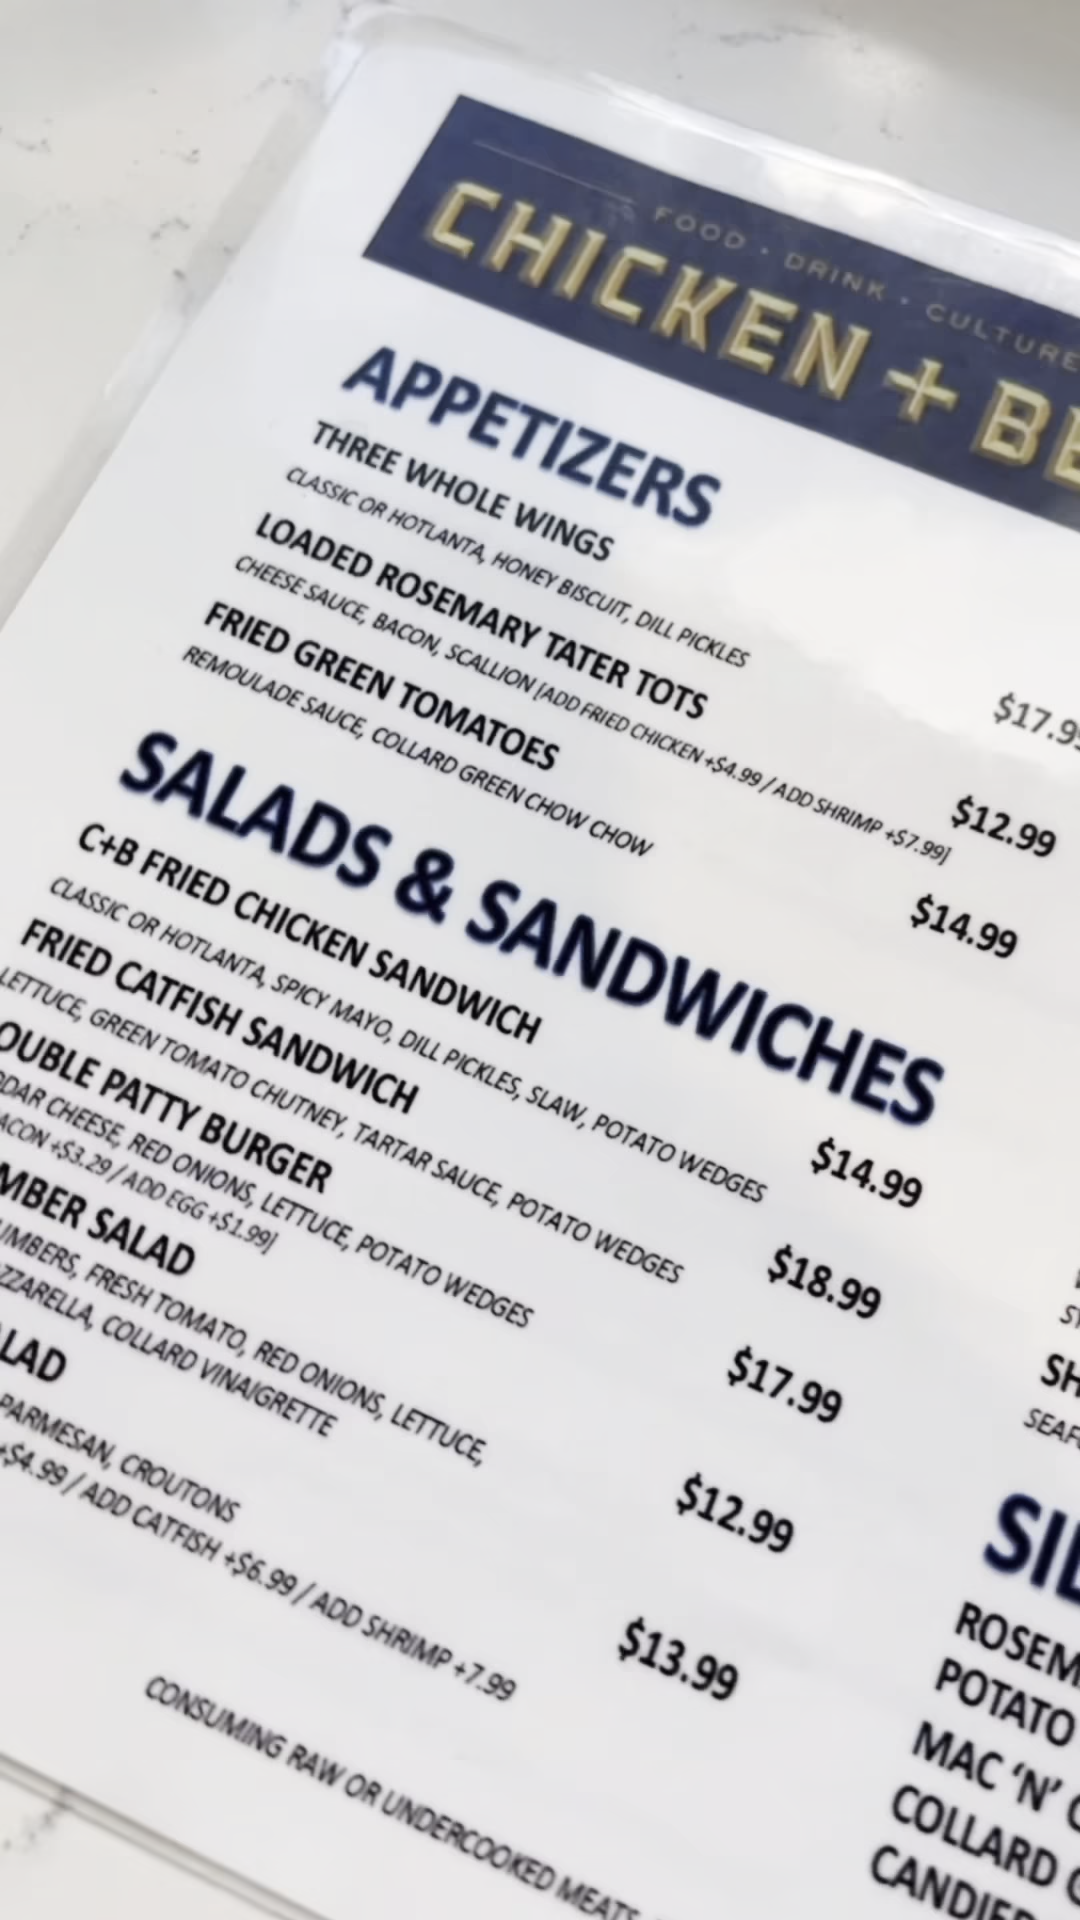 FOOD · DRINK · CULTURE
CHICKEN +
APPETIZERS
THREE WHOLE WINGS $17.9
CLASSIC OR HOTLANTA, HONEY BISCUIT, DILL PICKLES
LOADED ROSEMARY TATER TOTS $12.99
CHEESE SAUCE, BACON, SCALLION [ADD FRIED CHICKEN +$4.99 / ADD SHRIMP +$7.99]
FRIED GREEN TOMATOES $14.99
REMOULADE SAUCE, COLLARD GREEN CHOW CHOW
SALADS & SANDWICHES
C+B FRIED CHICKEN SANDWICH $14.99
CLASSIC OR HOTLANTA, SPICY MAYO, DILL PICKLES, SLAW, POTATO WEDGES
FRIED CATFISH SANDWICH $18.99
LETTUCE, GREEN TOMATO CHUTNEY, TARTAR SAUCE, POTATO WEDGES
OUBLE PATTY BURGER $17.99
DAR CHEESE, RED ONIONS, LETTUCE, POTATO WEDGES
ACON +$3.29 / ADD EGG +$1.99]
MBER SALAD $12.99
UMBERS, FRESH TOMATO, RED ONIONS, LETTUCE,
ZZARELLA, COLLARD VINAIGRETTE
LAD $13.99
PARMESAN, CROUTONS
+$4.99 / ADD CATFISH +$6.99 / ADD SHRIMP +7.99
CONSUMING RAW OR UNDERCOOKED MEATS
SH
SEAF
SI
ROSEM
POTATO
MAC 'N'
COLLARD
CANDIED